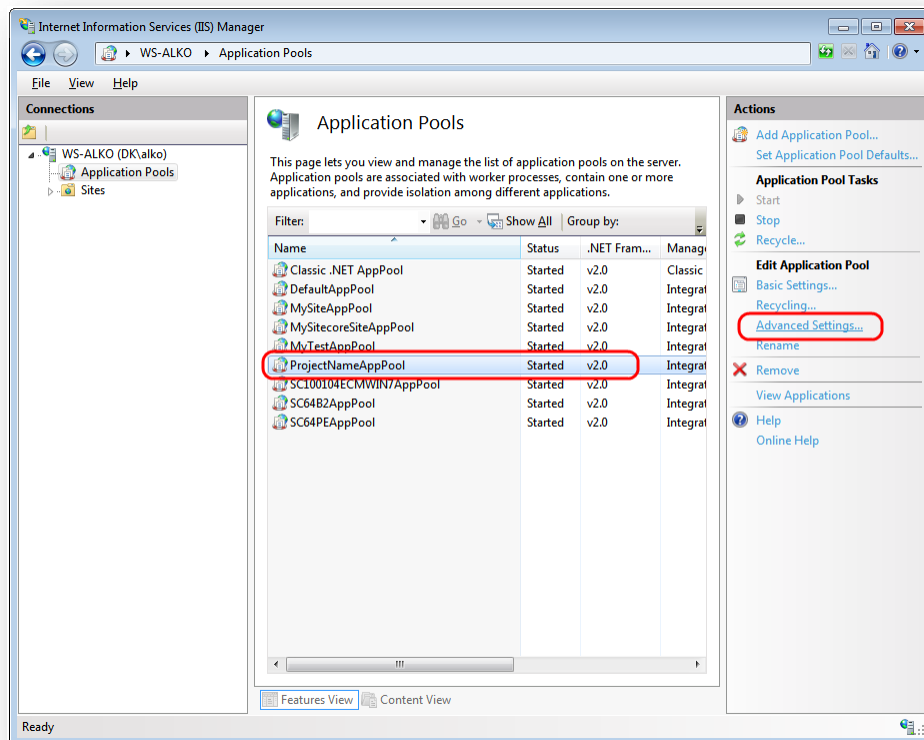 Internet Information Services (IIS) Manager
WS-ALKO Application Pools
File View Help
Connections
WS-ALKO (DK\alko)
Application Pools
Sites
Application Pools
This page lets you view and manage the list of application pools on the server.
Application pools are associated with worker processes, contain one or more
applications, and provide isolation among different applications.
Filter: Go Show All Group by:
Name Status .NET Fram... Manag
Classic .NET AppPool Started v2.0 Classic
DefaultAppPool Started v2.0 Integrat
MySiteAppPool Started v2.0 Integrat
MySitecoreSiteAppPool Started v2.0 Integrat
MyTestAppPool Started v2.0 Integrat
ProjectNameAppPool Started v2.0 Integrat
SC100104ECMWIN7AppPool Started v2.0 Integrat
SC64B2AppPool Started v2.0 Integrat
SC64PEAppPool Started v2.0 Integrat
Features View Content View
Actions
Add Application Pool...
Set Application Pool Defaults...
Application Pool Tasks
Start
Stop
Recycle...
Edit Application Pool
Basic Settings...
Recycling...
Advanced Settings...
Rename
Remove
View Applications
Help
Online Help
Ready